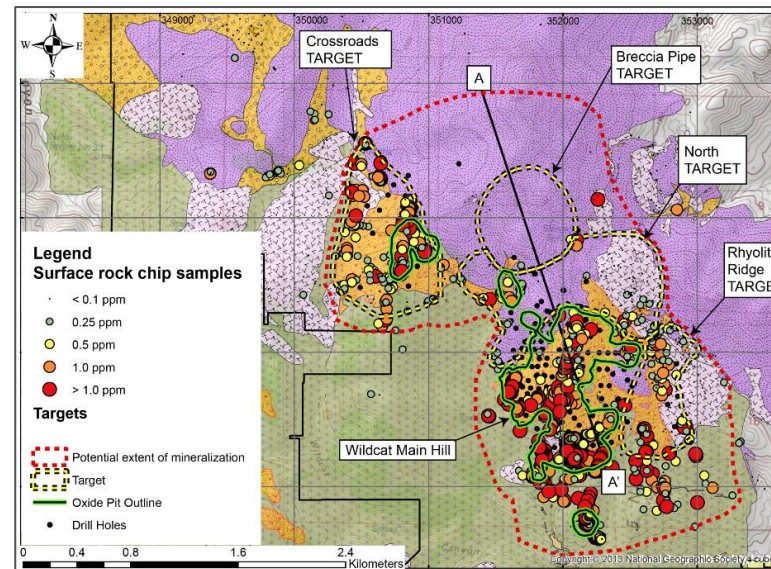 N
W
E
S
349000
350000
351000
352000
353000
Crossroads
TARGET
A
Breccia Pipe
TARGET
North
TARGET
Rhyolit
Ridge
TARGE
Legend
Surface rock chip samples
< 0.1 ppm
0.25 ppm
0.5 ppm
1.0 ppm
> 1.0 ppm
Targets
Potential extent of mineralization
Target
Oxide Pit Outline
Drill Holes
Wildcat Main Hill
A'
0 0.4 0.8 1.6 2.4
Kilometers
Copyright:© 2013 National Geographic Society, i-cube